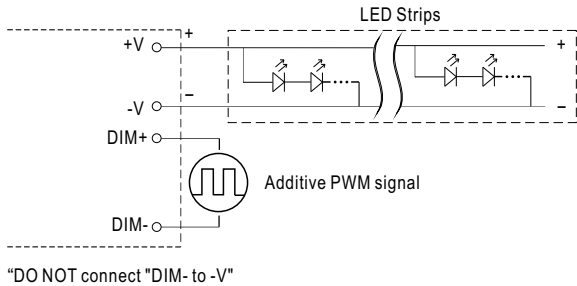 LED Strips
+V +
-V −
+
−
DIM+
Additive PWM signal
DIM-
“DO NOT connect "DIM- to -V"